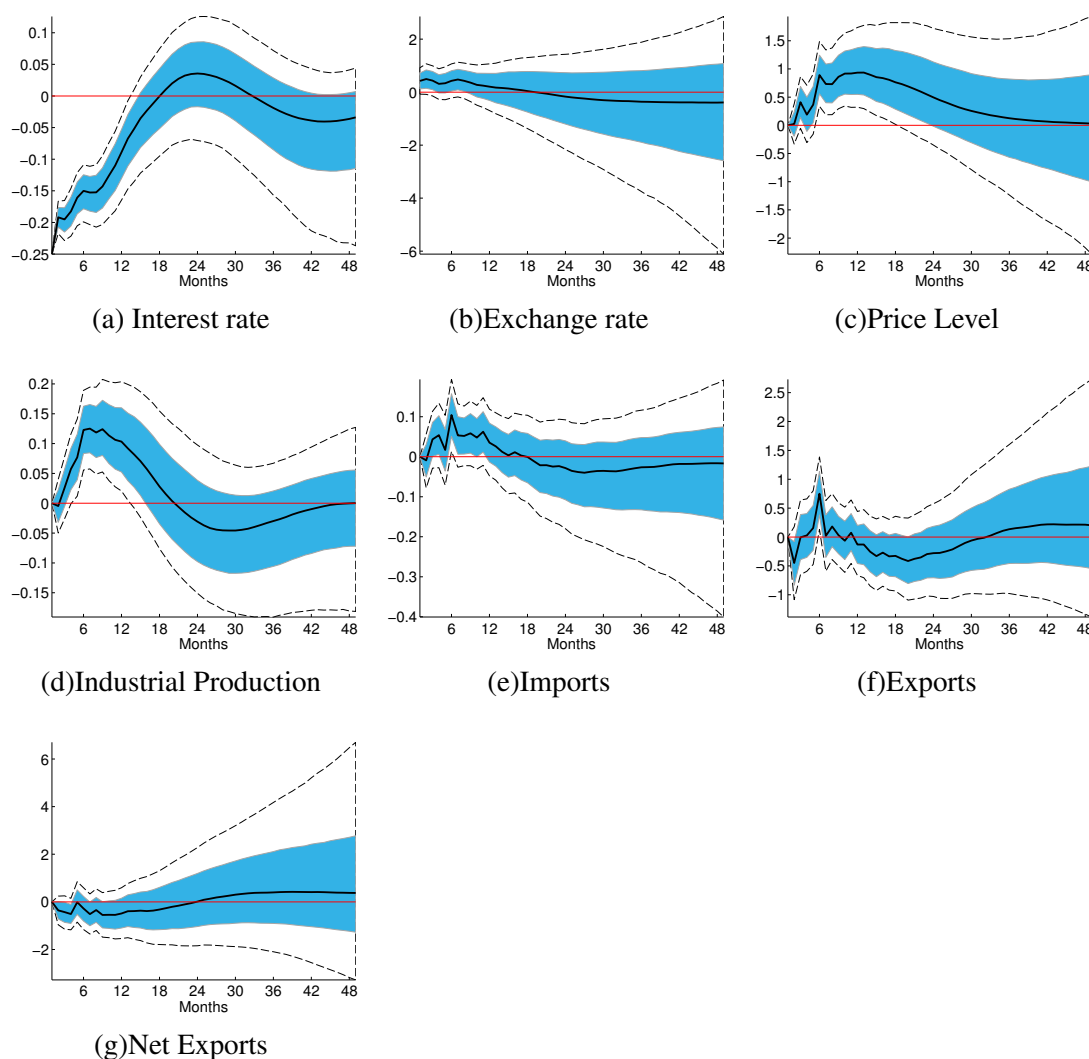 0.1
0.05
0
−0.05
−0.1
−0.15
−0.2
−0.25
6 12 18 24 30 36 42 48
Months
(a) Interest rate
2
0
−2
−4
−6
6 12 18 24 30 36 42 48
Months
(b)Exchange rate
1.5
1
0.5
0
−0.5
−1
−1.5
−2
6 12 18 24 30 36 42 48
Months
(c)Price Level
0.2
0.15
0.1
0.05
0
−0.05
−0.1
−0.15
6 12 18 24 30 36 42 48
Months
(d)Industrial Production
0.1
0
−0.1
−0.2
−0.3
−0.4
6 12 18 24 30 36 42 48
Months
(e)Imports
2.5
2
1.5
1
0.5
0
−0.5
−1
6 12 18 24 30 36 42 48
Months
(f)Exports
6
4
2
0
−2
6 12 18 24 30 36 42 48
Months
(g)Net Exports